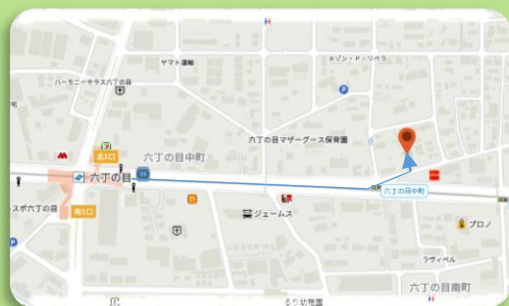 メゾン・ド・リベラ
ヤマト運輸
ハーモニーテラス六丁の目
六丁の目マザーグース保育園
北1口
六丁の目中町
六丁の目
六丁の目中町
南1口
スポ六丁の目
ジェームス
プロノ
ラヴィベル
六丁の目南町
るり幼稚園